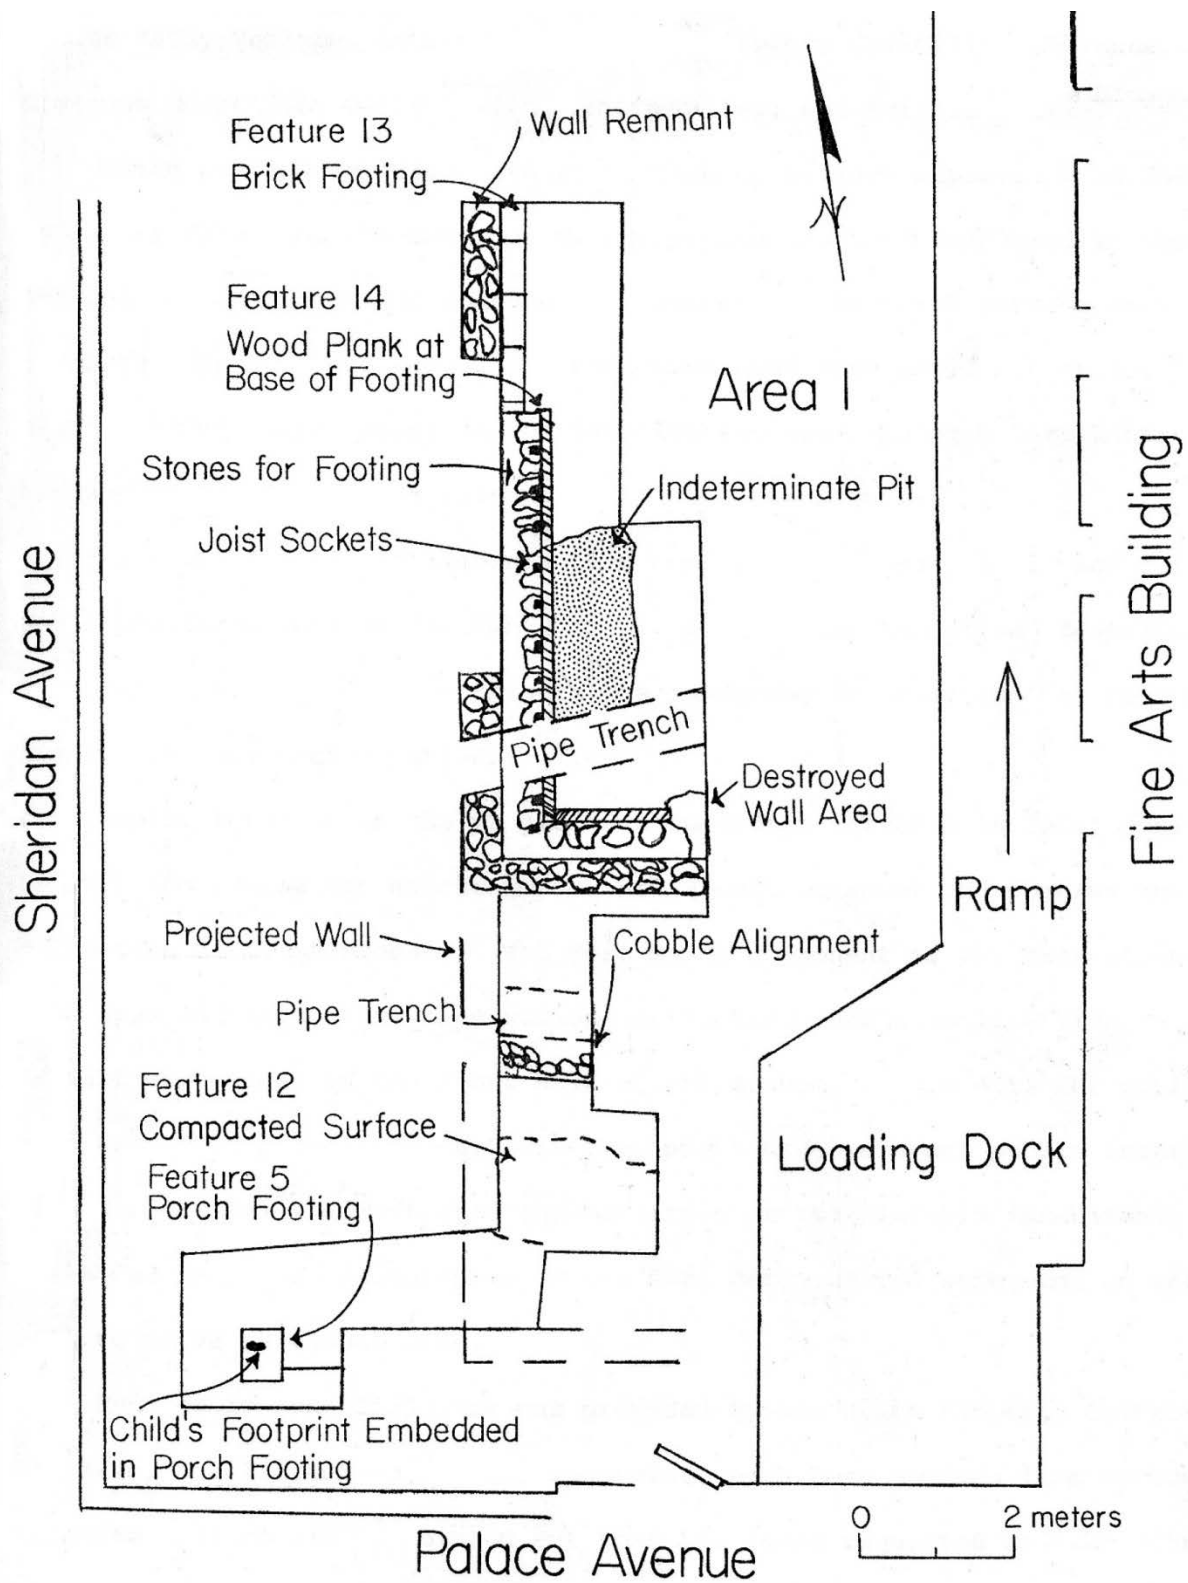 Feature 13
Brick Footing
Wall Remnant
Feature 14
Wood Plank at
Base of Footing
Area 1
Stones for Footing
Indeterminate Pit
Joist Sockets
Sheridan Avenue
Fine Arts Building
Pipe Trench
Destroyed
Wall Area
Ramp
Projected Wall
Cobble Alignment
Pipe Trench
Feature 12
Compacted Surface
Loading Dock
Feature 5
Porch Footing
Child's Footprint Embedded
in Porch Footing
0 2 meters
Palace Avenue